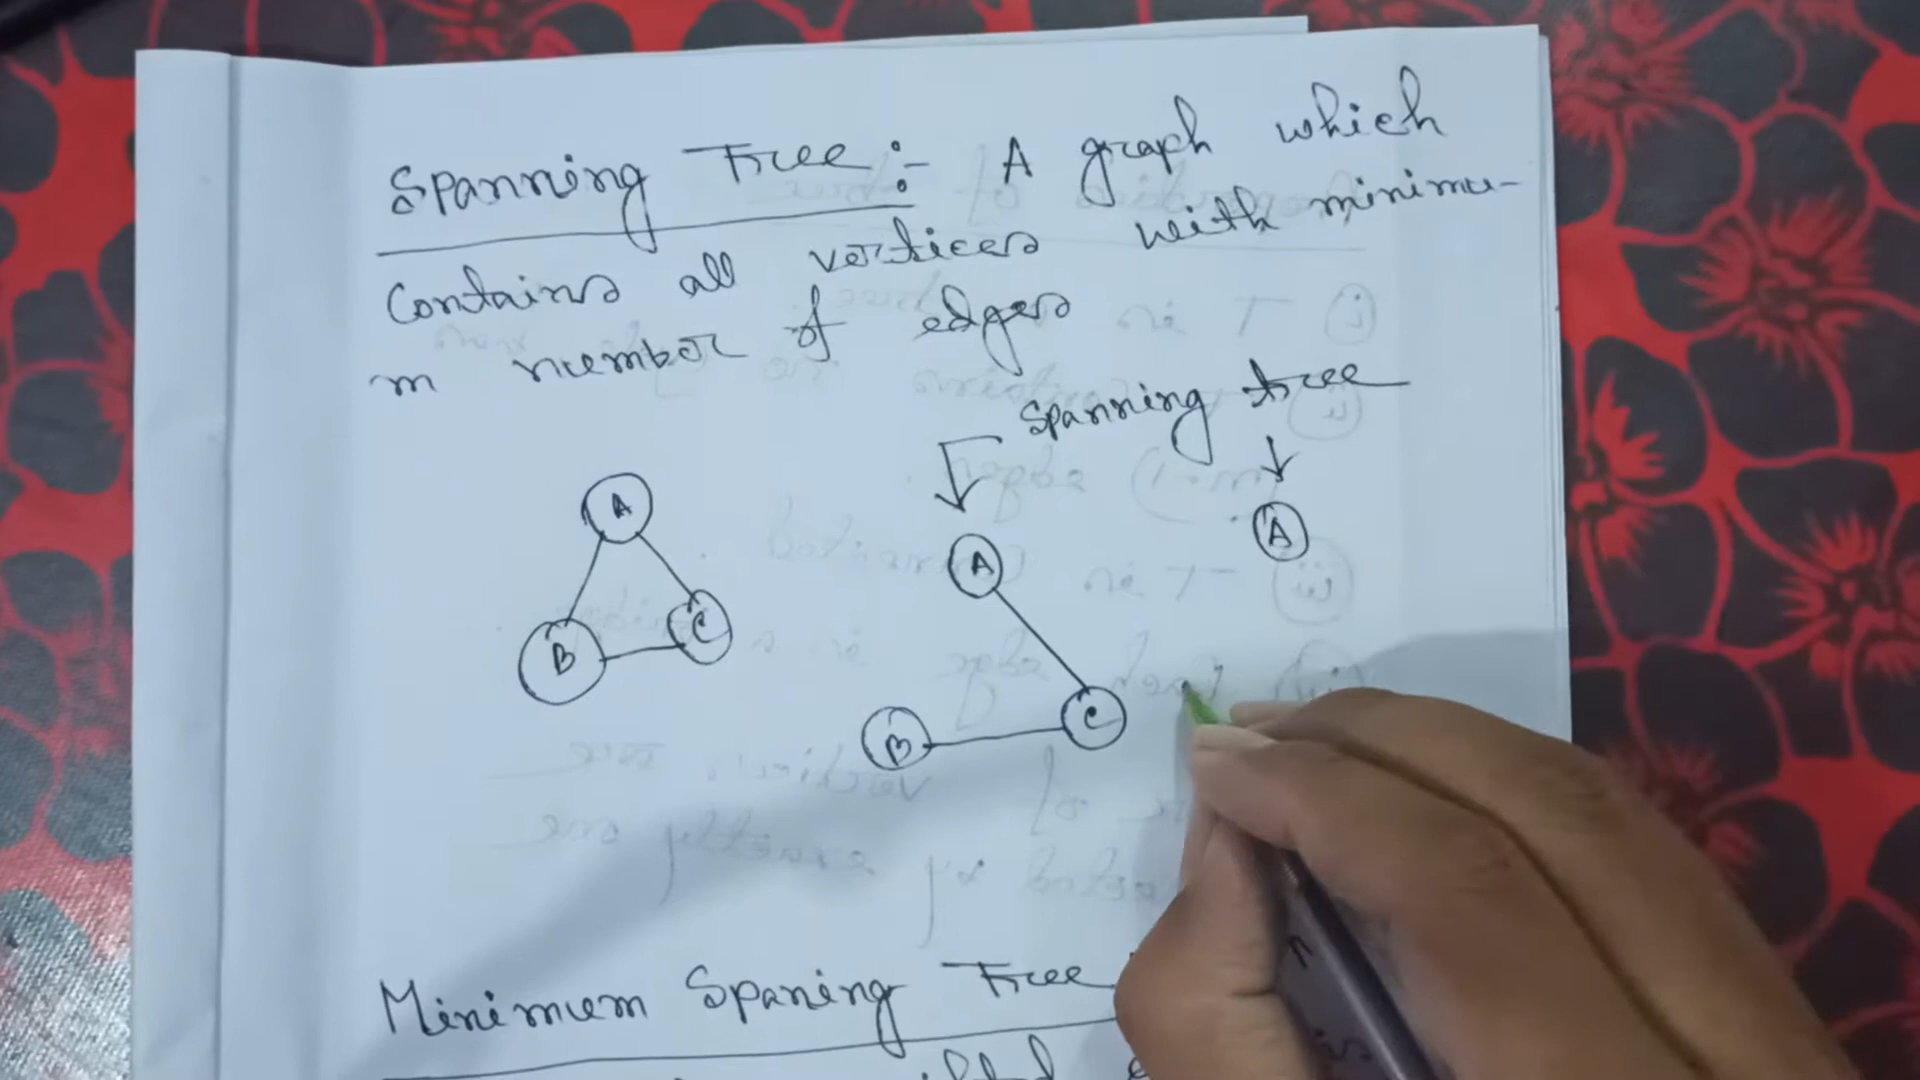 Spanning Tree :- A graph which
Contains all vertices with minimu-
m number of edges
Spanning tree
A
A
A
B
C
B
C
Minimum Spaning Tree